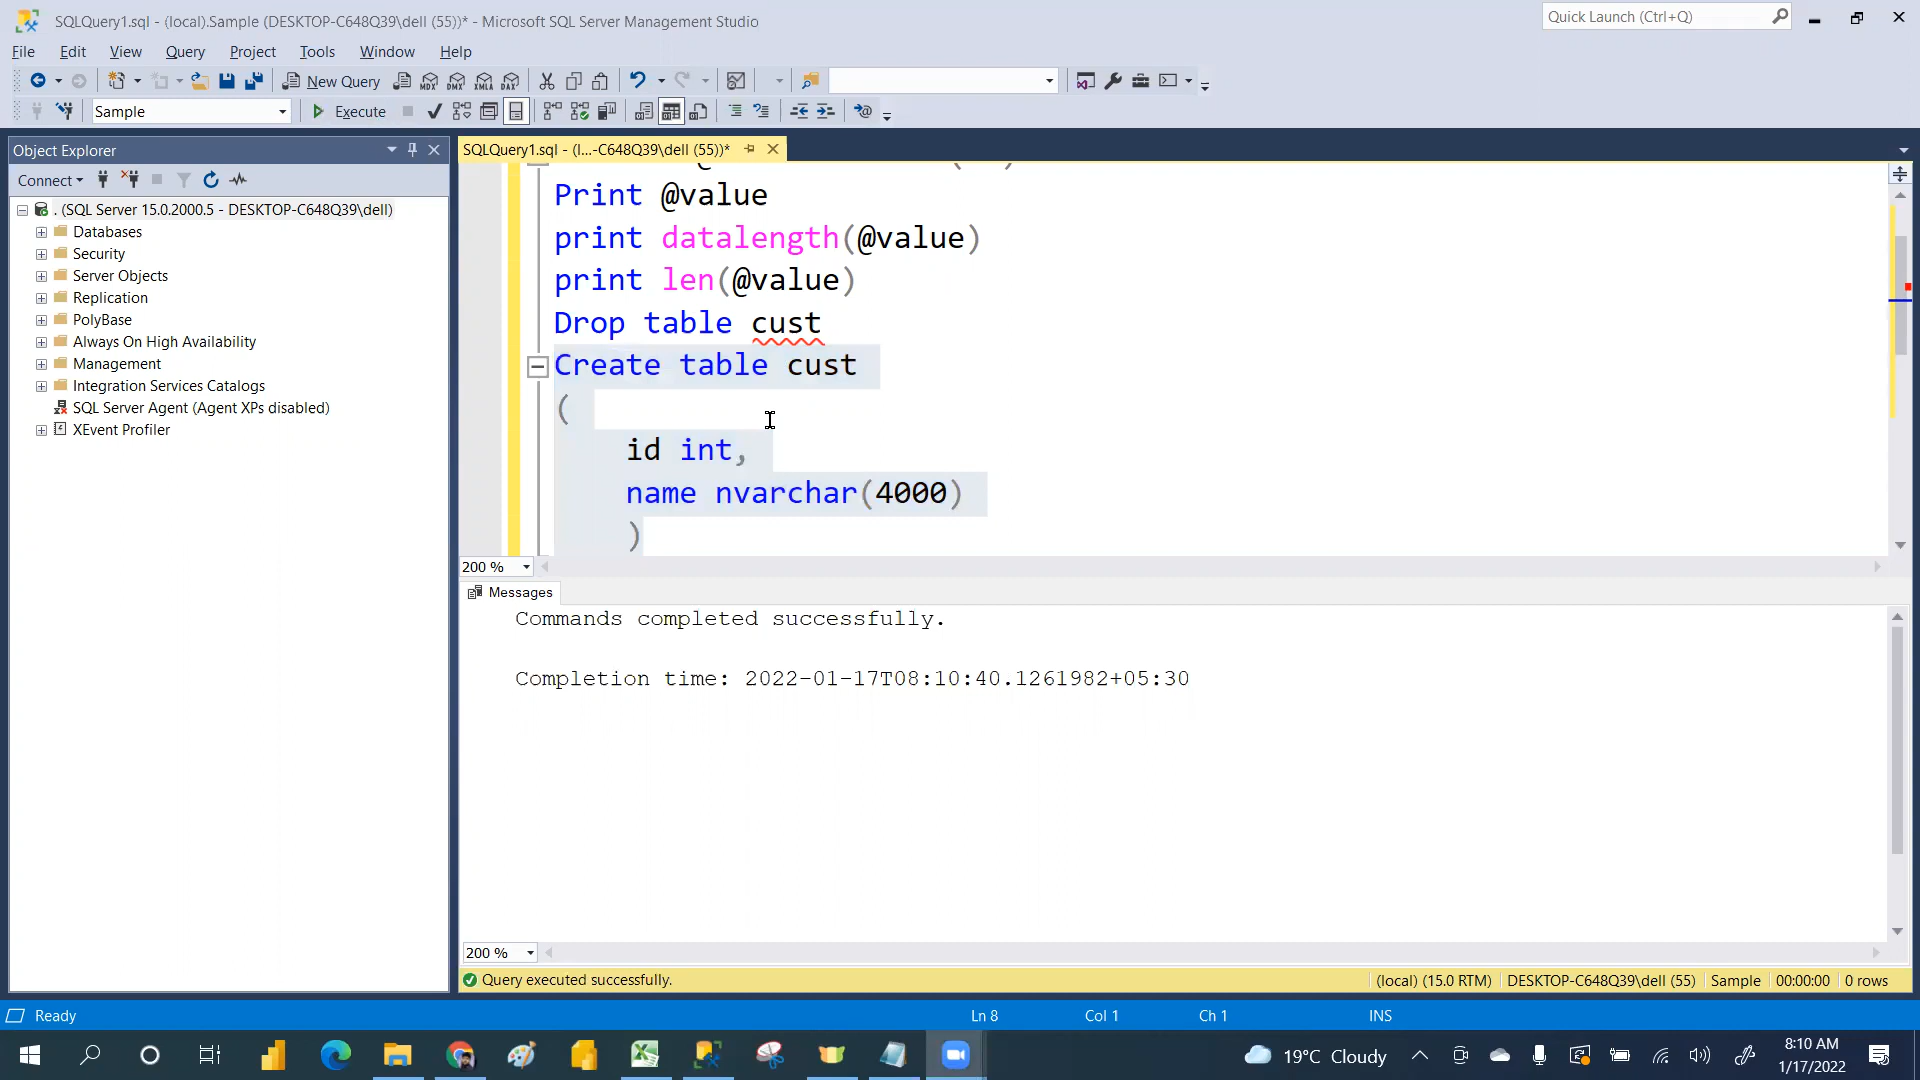 SQLQuery1.sql - (local).Sample (DESKTOP-C648Q39\dell (55))* - Microsoft SQL Server Management Studio
Quick Launch (Ctrl+Q)
File Edit View Query Project Tools Window Help
New Query
MDX DMX XMLA DAX
Sample
Execute
Object Explorer
SQLQuery1.sql - (l...-C648Q39\dell (55))*
Connect
. (SQL Server 15.0.2000.5 - DESKTOP-C648Q39\dell)
Databases
Security
Server Objects
Replication
PolyBase
Always On High Availability
Management
Integration Services Catalogs
SQL Server Agent (Agent XPs disabled)
XEvent Profiler
Print @value
print datalength(@value)
print len(@value)
Drop table cust
Create table cust
(
id int,
name nvarchar(4000)
)
200 %
Messages
Commands completed successfully.
Completion time: 2022-01-17T08:10:40.1261982+05:30
200 %
Query executed successfully.
(local) (15.0 RTM) DESKTOP-C648Q39\dell (55) Sample 00:00:00 0 rows
Ready
Ln 8 Col 1 Ch 1 INS
19°C Cloudy
8:10 AM
1/17/2022